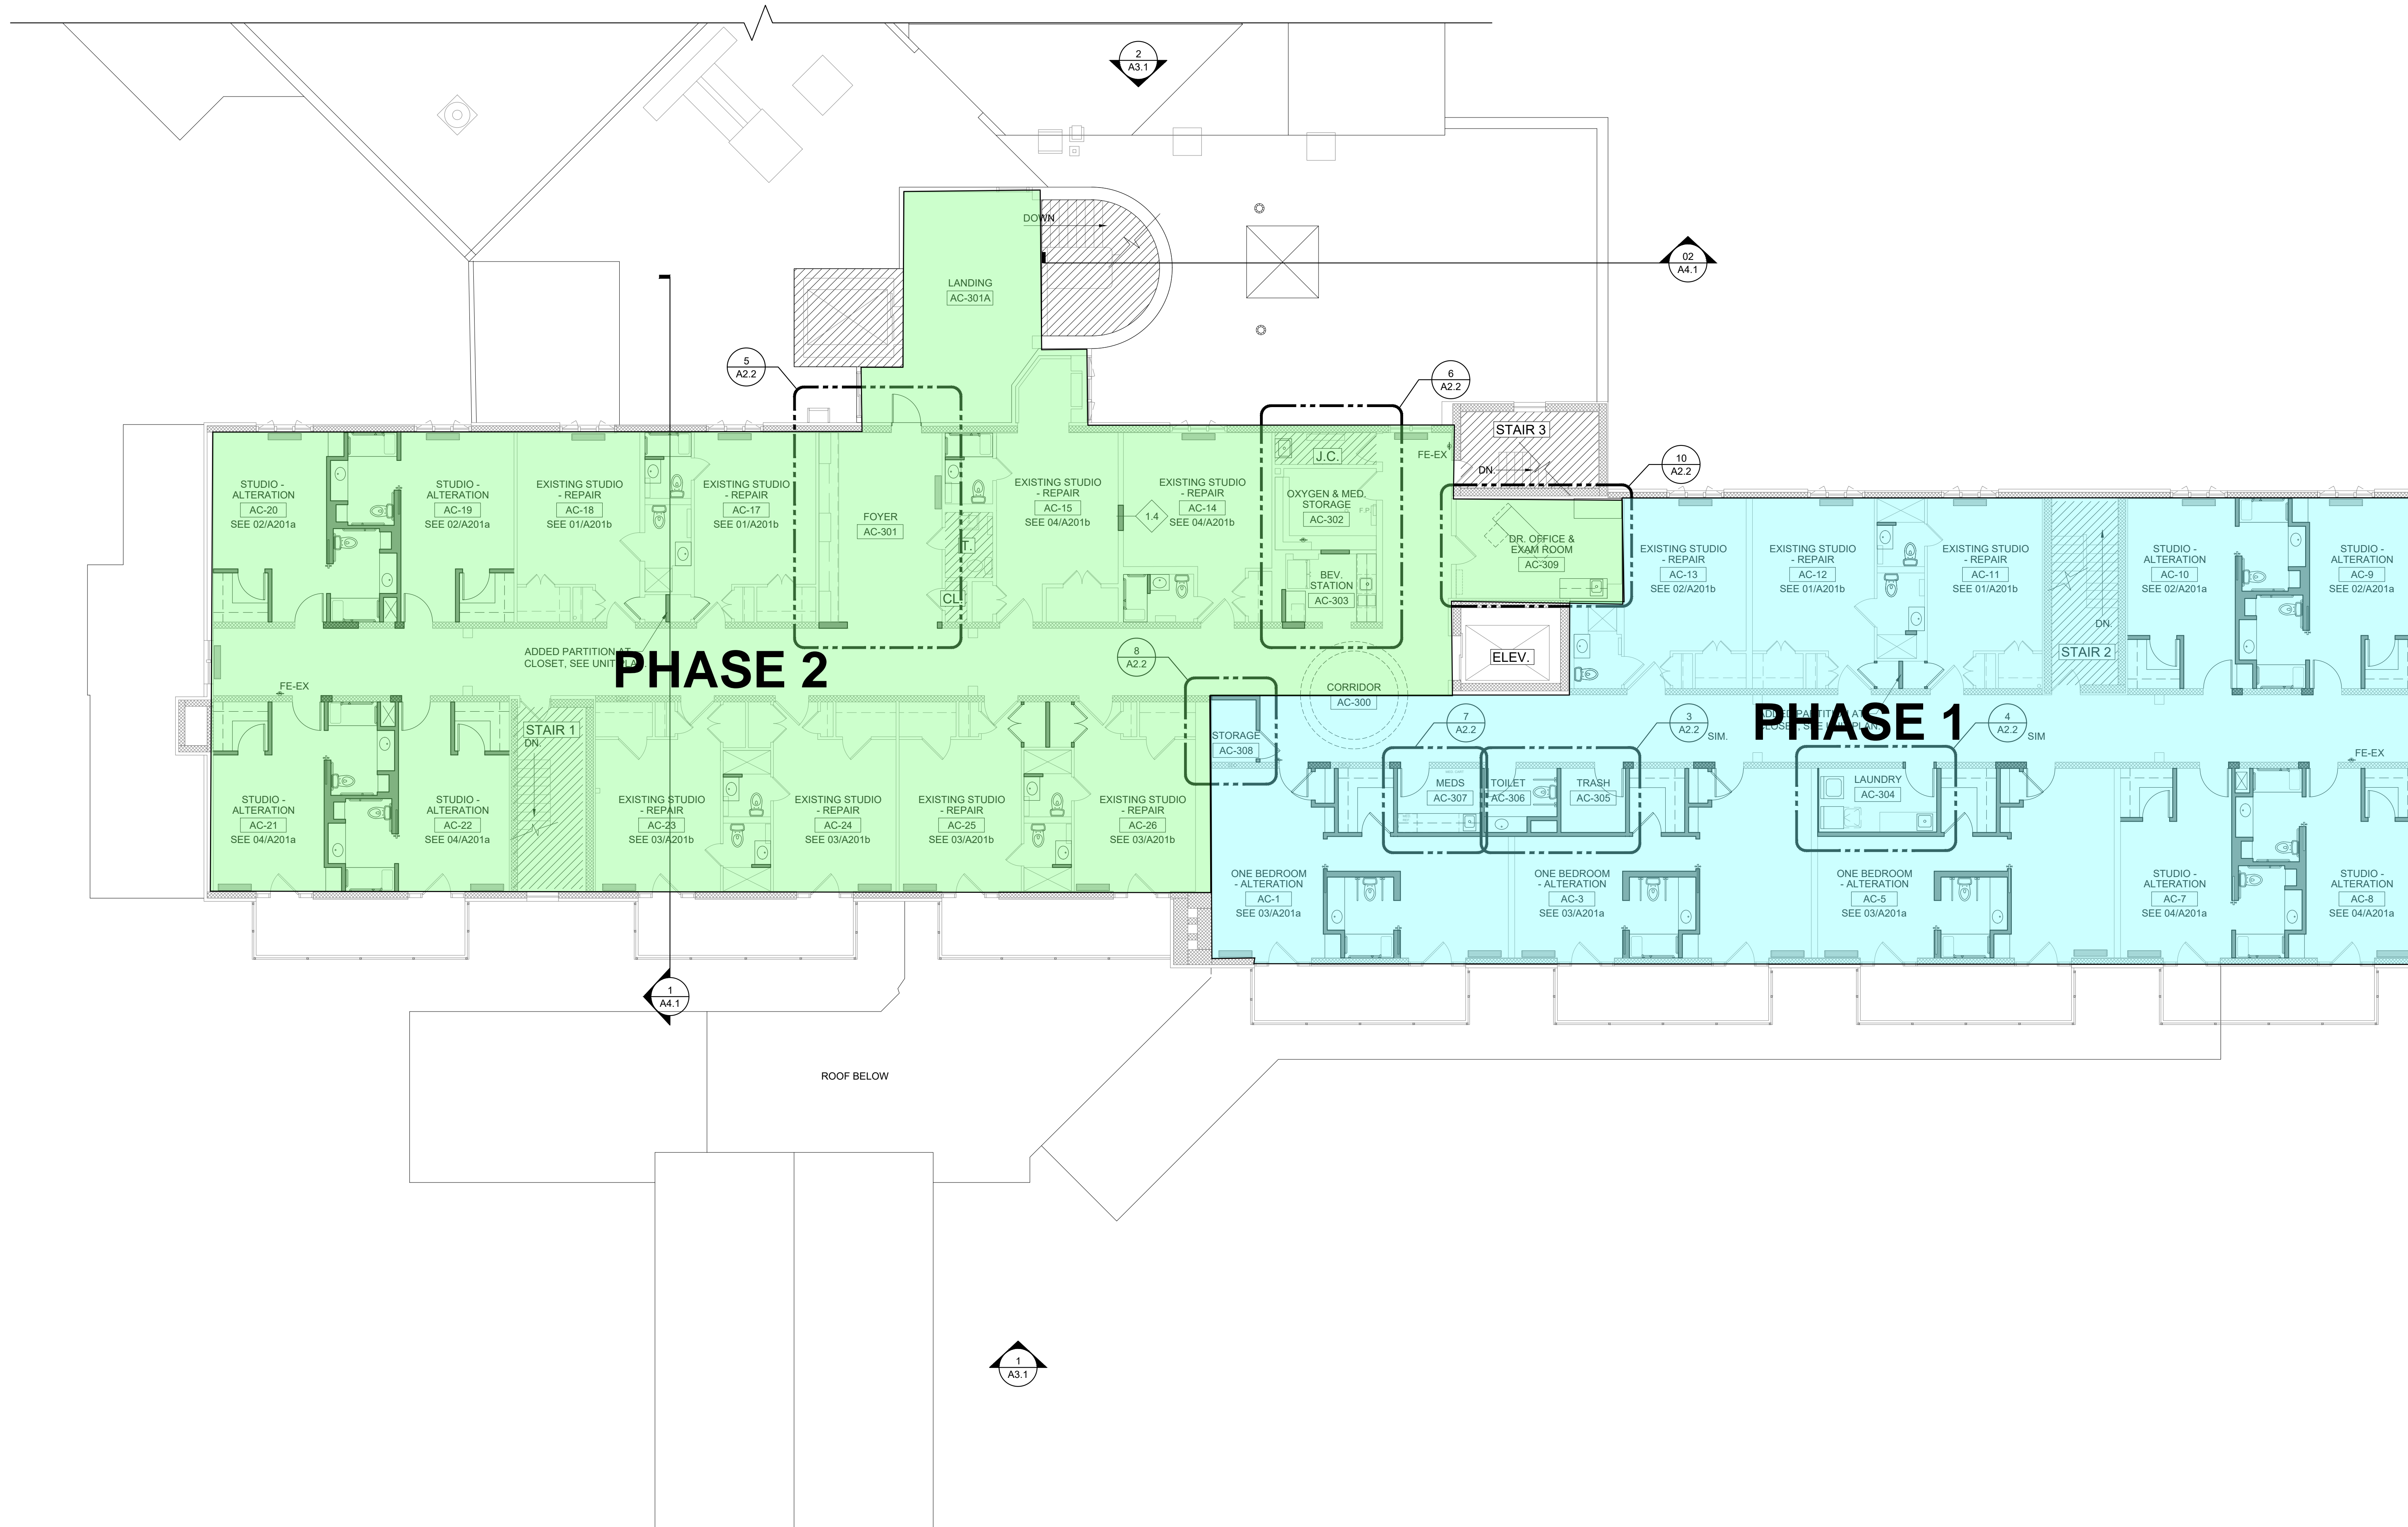 2
A3.1
DOWN
02
A4.1
LANDING
AC-301A
5
A2.2
6
A2.2
STAIR 3
DN.
10
A2.2
J.C.
FE-EX
STUDIO -
ALTERATION
AC-20
SEE 02/A201a
STUDIO -
ALTERATION
AC-19
SEE 02/A201a
EXISTING STUDIO
- REPAIR
AC-18
SEE 01/A201b
EXISTING STUDIO
- REPAIR
AC-17
SEE 01/A201b
FOYER
AC-301
T.
CL.
EXISTING STUDIO
- REPAIR
AC-15
SEE 04/A201b
1.4
EXISTING STUDIO
- REPAIR
AC-14
SEE 04/A201b
OXYGEN & MED.
STORAGE
AC-302
F.P.
BEV.
STATION
AC-303
DR. OFFICE &
EXAM ROOM
AC-309
EXISTING STUDIO
- REPAIR
AC-13
SEE 02/A201b
EXISTING STUDIO
- REPAIR
AC-12
SEE 01/A201b
EXISTING STUDIO
- REPAIR
AC-11
SEE 01/A201b
DN.
STAIR 2
STUDIO -
ALTERATION
AC-10
SEE 02/A201a
STUDIO -
ALTERATION
AC-9
SEE 02/A201a
ADDED PARTITION AT
CLOSET, SEE UNIT PLAN.
PHASE 2
8
A2.2
ELEV.
CORRIDOR
AC-300
FE-EX
STAIR 1
DN.
STORAGE
AC-308
7
A2.2
3
A2.2
SIM.
ADDED PARTITION AT
CLOSET, SEE UNIT PLAN.
PHASE 1
4
A2.2
SIM
FE-EX
STUDIO -
ALTERATION
AC-21
SEE 04/A201a
STUDIO -
ALTERATION
AC-22
SEE 04/A201a
EXISTING STUDIO
- REPAIR
AC-23
SEE 03/A201b
EXISTING STUDIO
- REPAIR
AC-24
SEE 03/A201b
EXISTING STUDIO
- REPAIR
AC-25
SEE 03/A201b
EXISTING STUDIO
- REPAIR
AC-26
SEE 03/A201b
MEDS
AC-307
TOILET
AC-306
TRASH
AC-305
LAUNDRY
AC-304
ONE BEDROOM
- ALTERATION
AC-1
SEE 03/A201a
ONE BEDROOM
- ALTERATION
AC-3
SEE 03/A201a
ONE BEDROOM
- ALTERATION
AC-5
SEE 03/A201a
STUDIO -
ALTERATION
AC-7
SEE 04/A201a
STUDIO -
ALTERATION
AC-8
SEE 04/A201a
1
A4.1
ROOF BELOW
1
A3.1